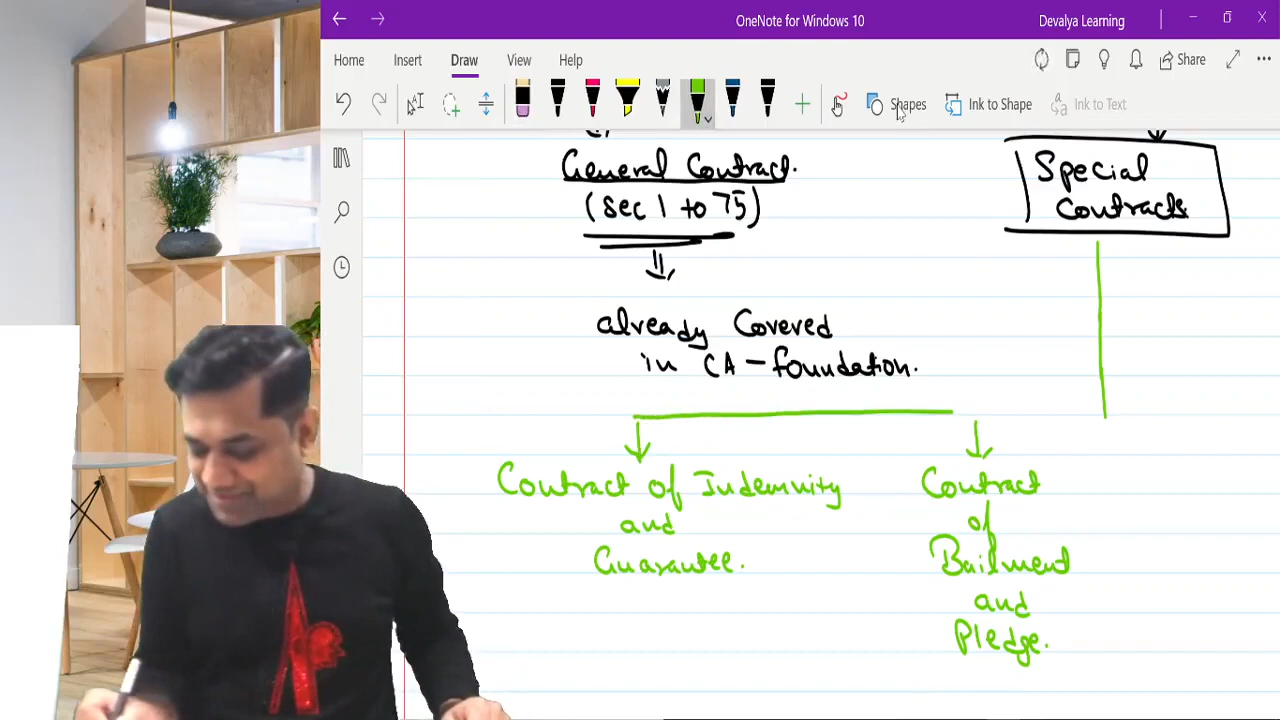 OneNote for Windows 10
Devalya Learning
Home
Insert
Draw
View
Help
Share
Shapes
Ink to Shape
Ink to Text
General Contract.
(Sec 1 to 75)
already Covered
in CA - foundation.
Special
Contracts
Contract of Indemnity
and
Guarantee.
Contract
of
Bailment
and
Pledge.